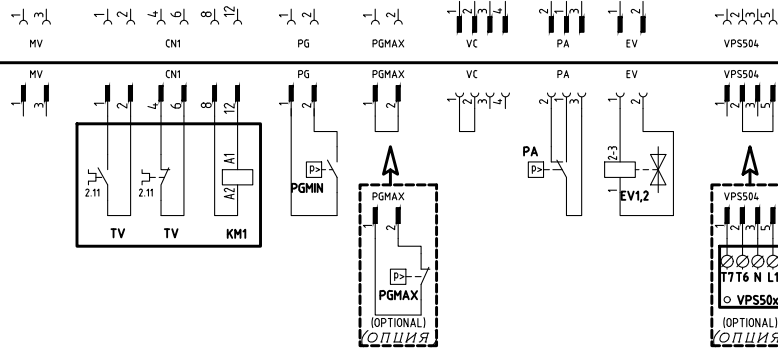 1 3 1 2 4 6 8 12 1 2 1 2 1 2 3 4 2 1 3 1 2 1 2 3 5
MV CN1 PG PGMAX VC PA EV VPS504
MV CN1 PG PGMAX VC PA EV VPS504
1 3 1 2 4 6 8 12 1 2 1 2 1 2 3 4 2 1 3 1 2 1 2 3 5
A1 2-3
PA
2.11 2.11 P> P>
A2 PGMIN 1 EV1,2
PGMAX VPS504
1 2 1 2 3 5
TV TV KM1
P> T7 T6 N L1
PGMAX VPS50x
(OPTIONAL) (OPTIONAL)
(ОПЦИЯ (ОПЦИЯ